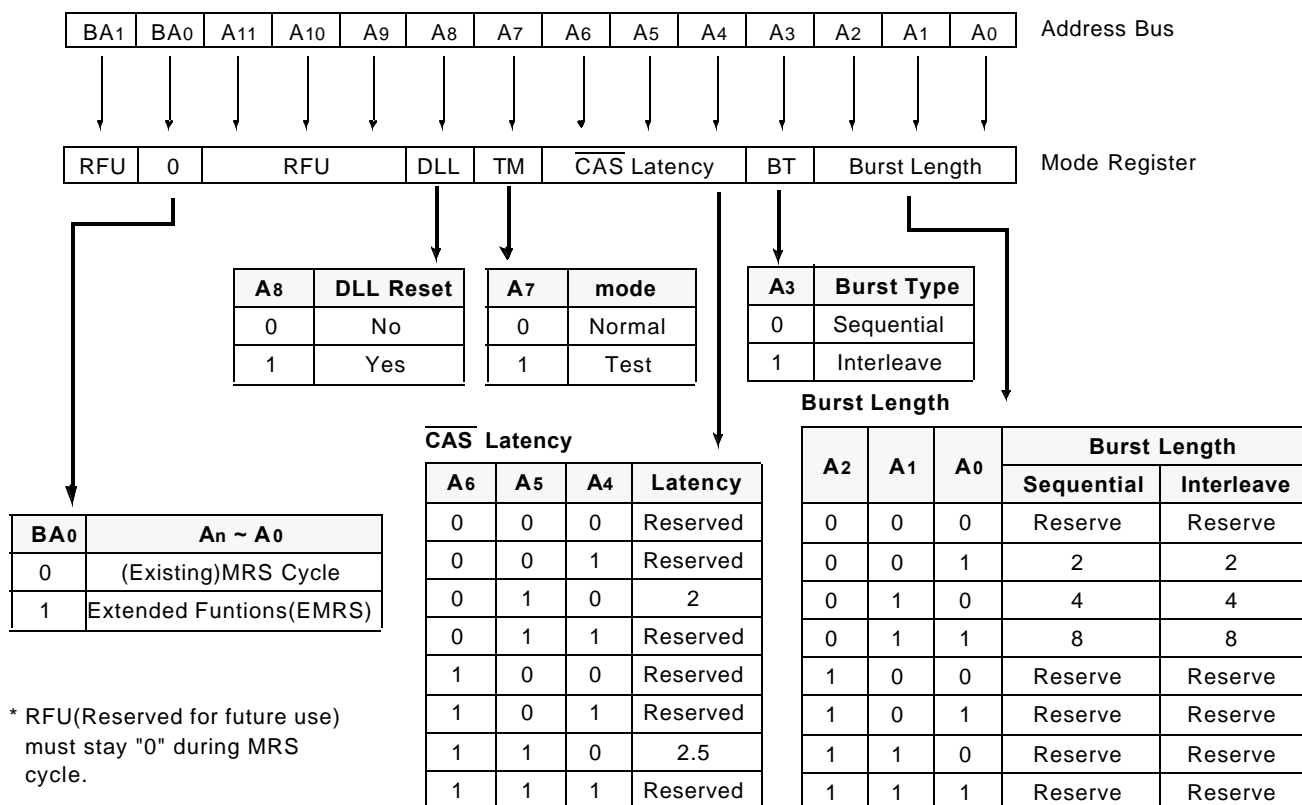 BA1 BA0 A11 A10 A9 A8 A7 A6 A5 A4 A3 A2 A1 A0 Address Bus
RFU 0 RFU DLL TM CAS Latency BT Burst Length Mode Register
A8 DLL Reset
0 No
1 Yes
A7 mode
0 Normal
1 Test
A3 Burst Type
0 Sequential
1 Interleave
BA0 An ~ A0
0 (Existing)MRS Cycle
1 Extended Funtions(EMRS)
* RFU(Reserved for future use)
must stay "0" during MRS
cycle.
CAS Latency
A6 A5 A4 Latency
0 0 0 Reserved
0 0 1 Reserved
0 1 0 2
0 1 1 Reserved
1 0 0 Reserved
1 0 1 Reserved
1 1 0 2.5
1 1 1 Reserved
Burst Length
A2 A1 A0 Burst Length
Sequential Interleave
0 0 0 Reserve Reserve
0 0 1 2 2
0 1 0 4 4
0 1 1 8 8
1 0 0 Reserve Reserve
1 0 1 Reserve Reserve
1 1 0 Reserve Reserve
1 1 1 Reserve Reserve